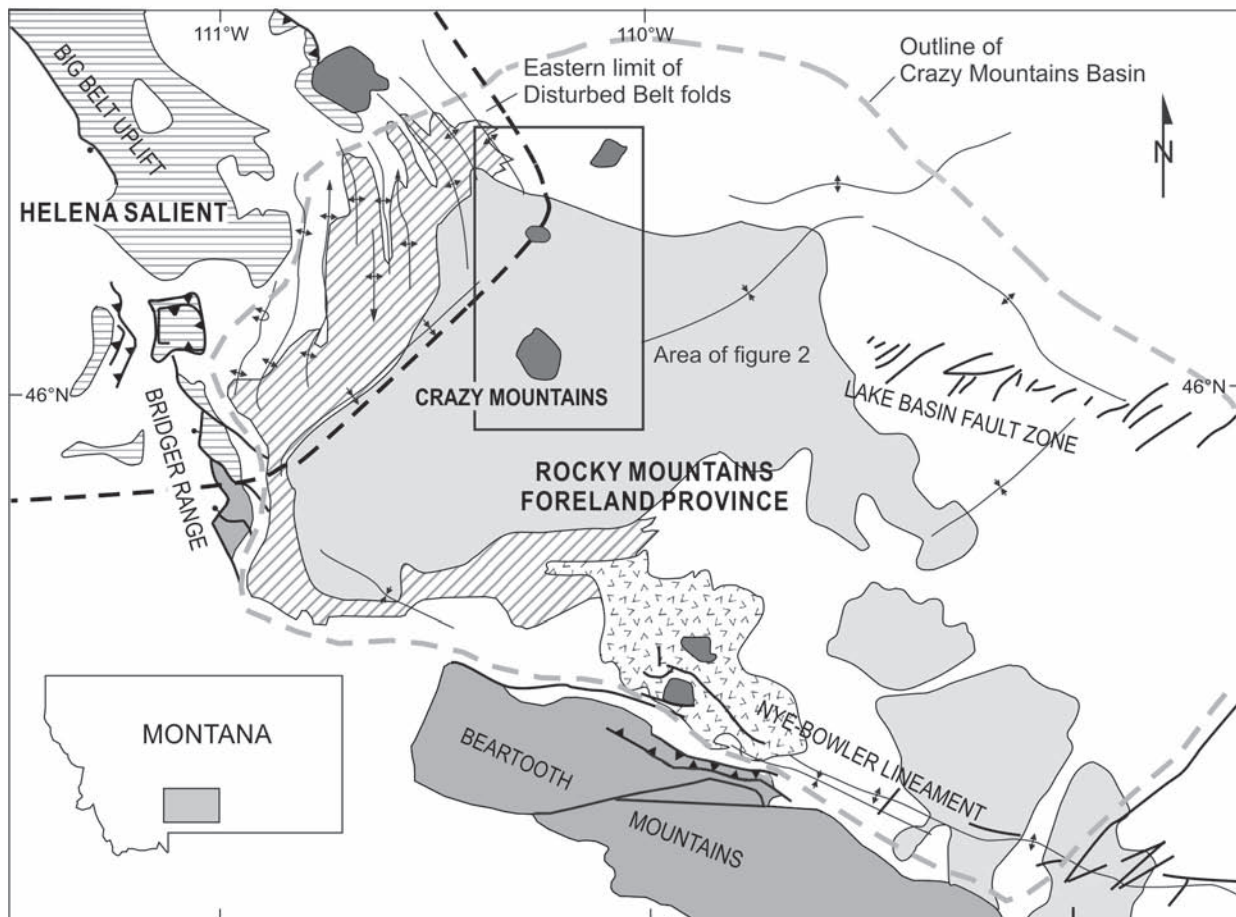 111°W
110°W
BIG BELT UPLIFT
Eastern limit of
Disturbed Belt folds
Outline of
Crazy Mountains Basin
N
HELENA SALIENT
Area of figure 2
46°N
CRAZY MOUNTAINS
46°N
LAKE BASIN FAULT ZONE
BRIDGER RANGE
ROCKY MOUNTAINS
FORELAND PROVINCE
MONTANA
BEARTOOTH
MOUNTAINS
NYE-BOWLER LINEAMENT